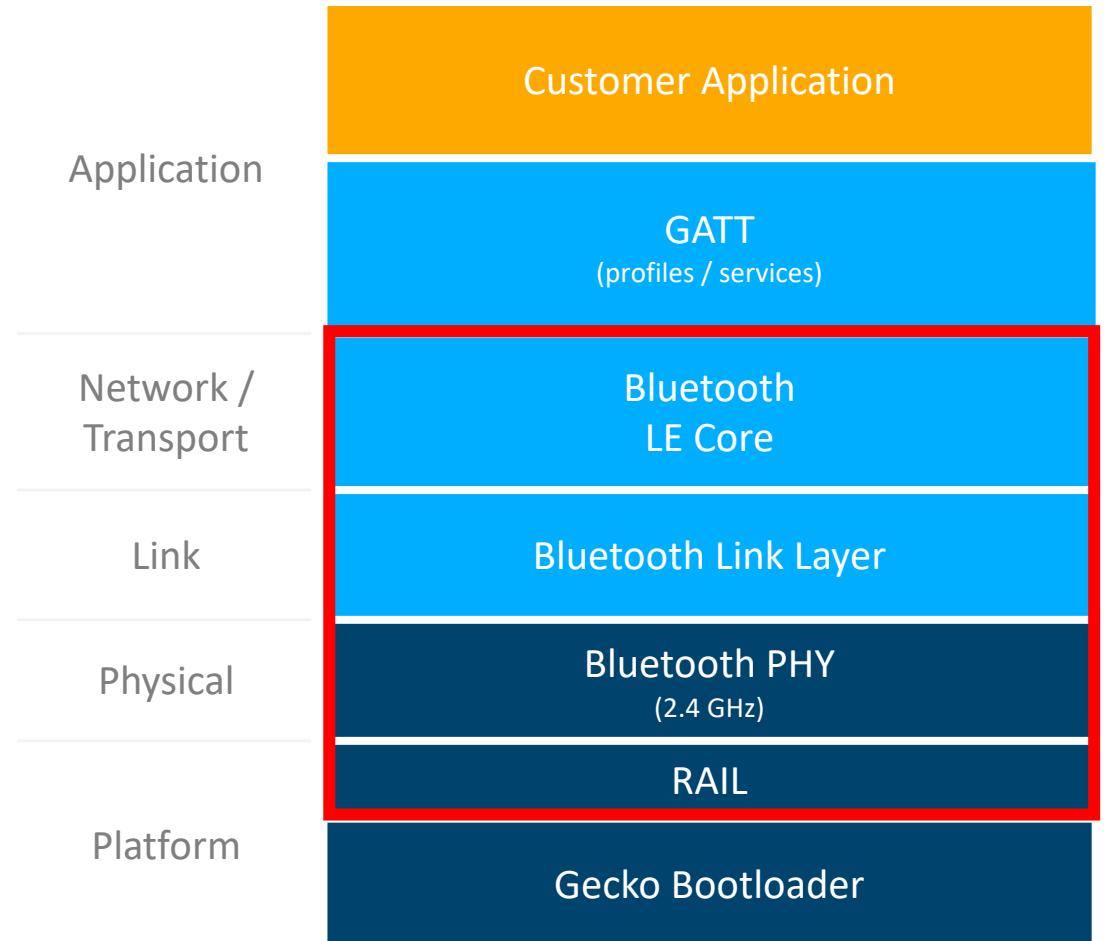 Application
Customer Application
GATT
(profiles / services)
Network /
Transport
Bluetooth
LE Core
Link
Bluetooth Link Layer
Physical
Bluetooth PHY
(2.4 GHz)
Platform
RAIL
Gecko Bootloader